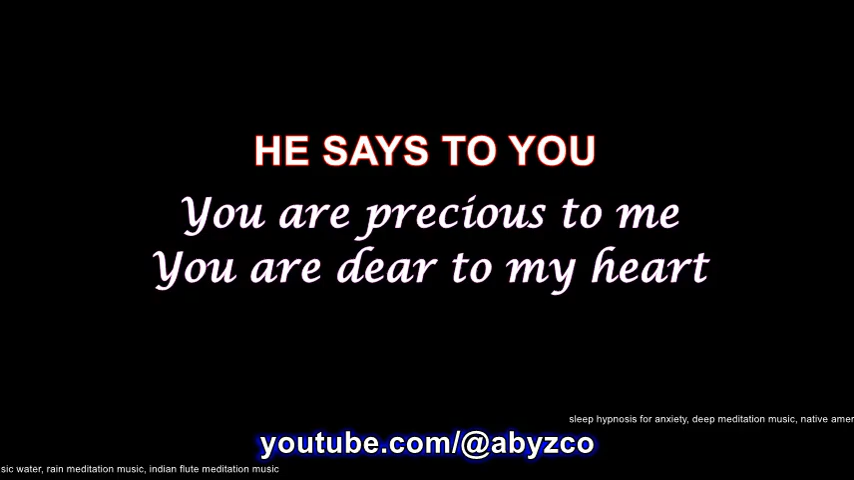 HE SAYS TO YOU
You are precious to me
You are dear to my heart
sleep hypnosis for anxiety, deep meditation music, native amer
youtube.com/@abyzco
sic water, rain meditation music, indian flute meditation music